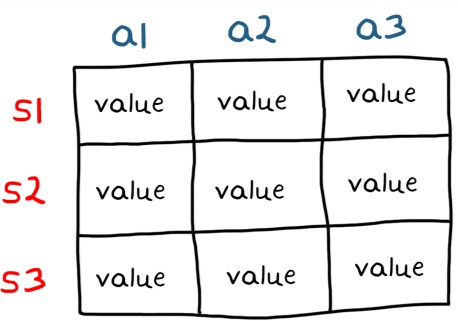 a1 a2 a3
s1 value value value
s2 value value value
s3 value value value